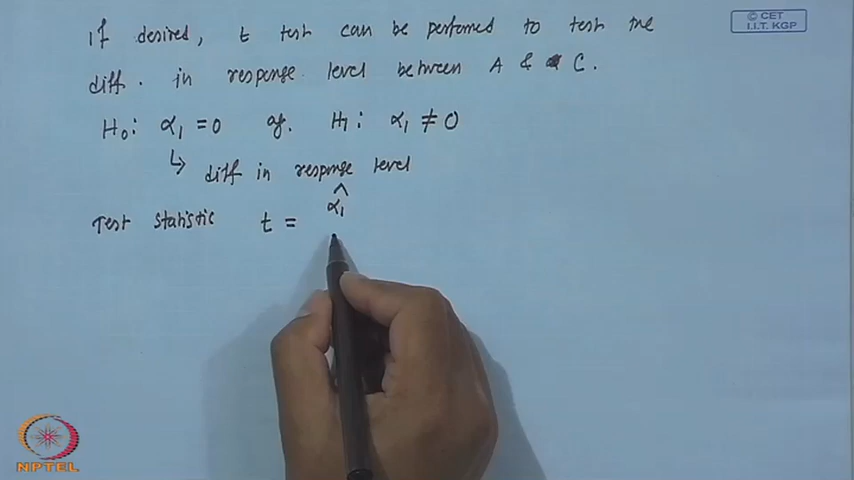 If desired, t test can be performed to test the
© CET
I.I.T. KGP
diff. in response level between A & C.
H₀: α₁ = 0 ag. H₁: α₁ ≠ 0
↳ diff in response level
Test Statistic t = α̂₁
NPTEL